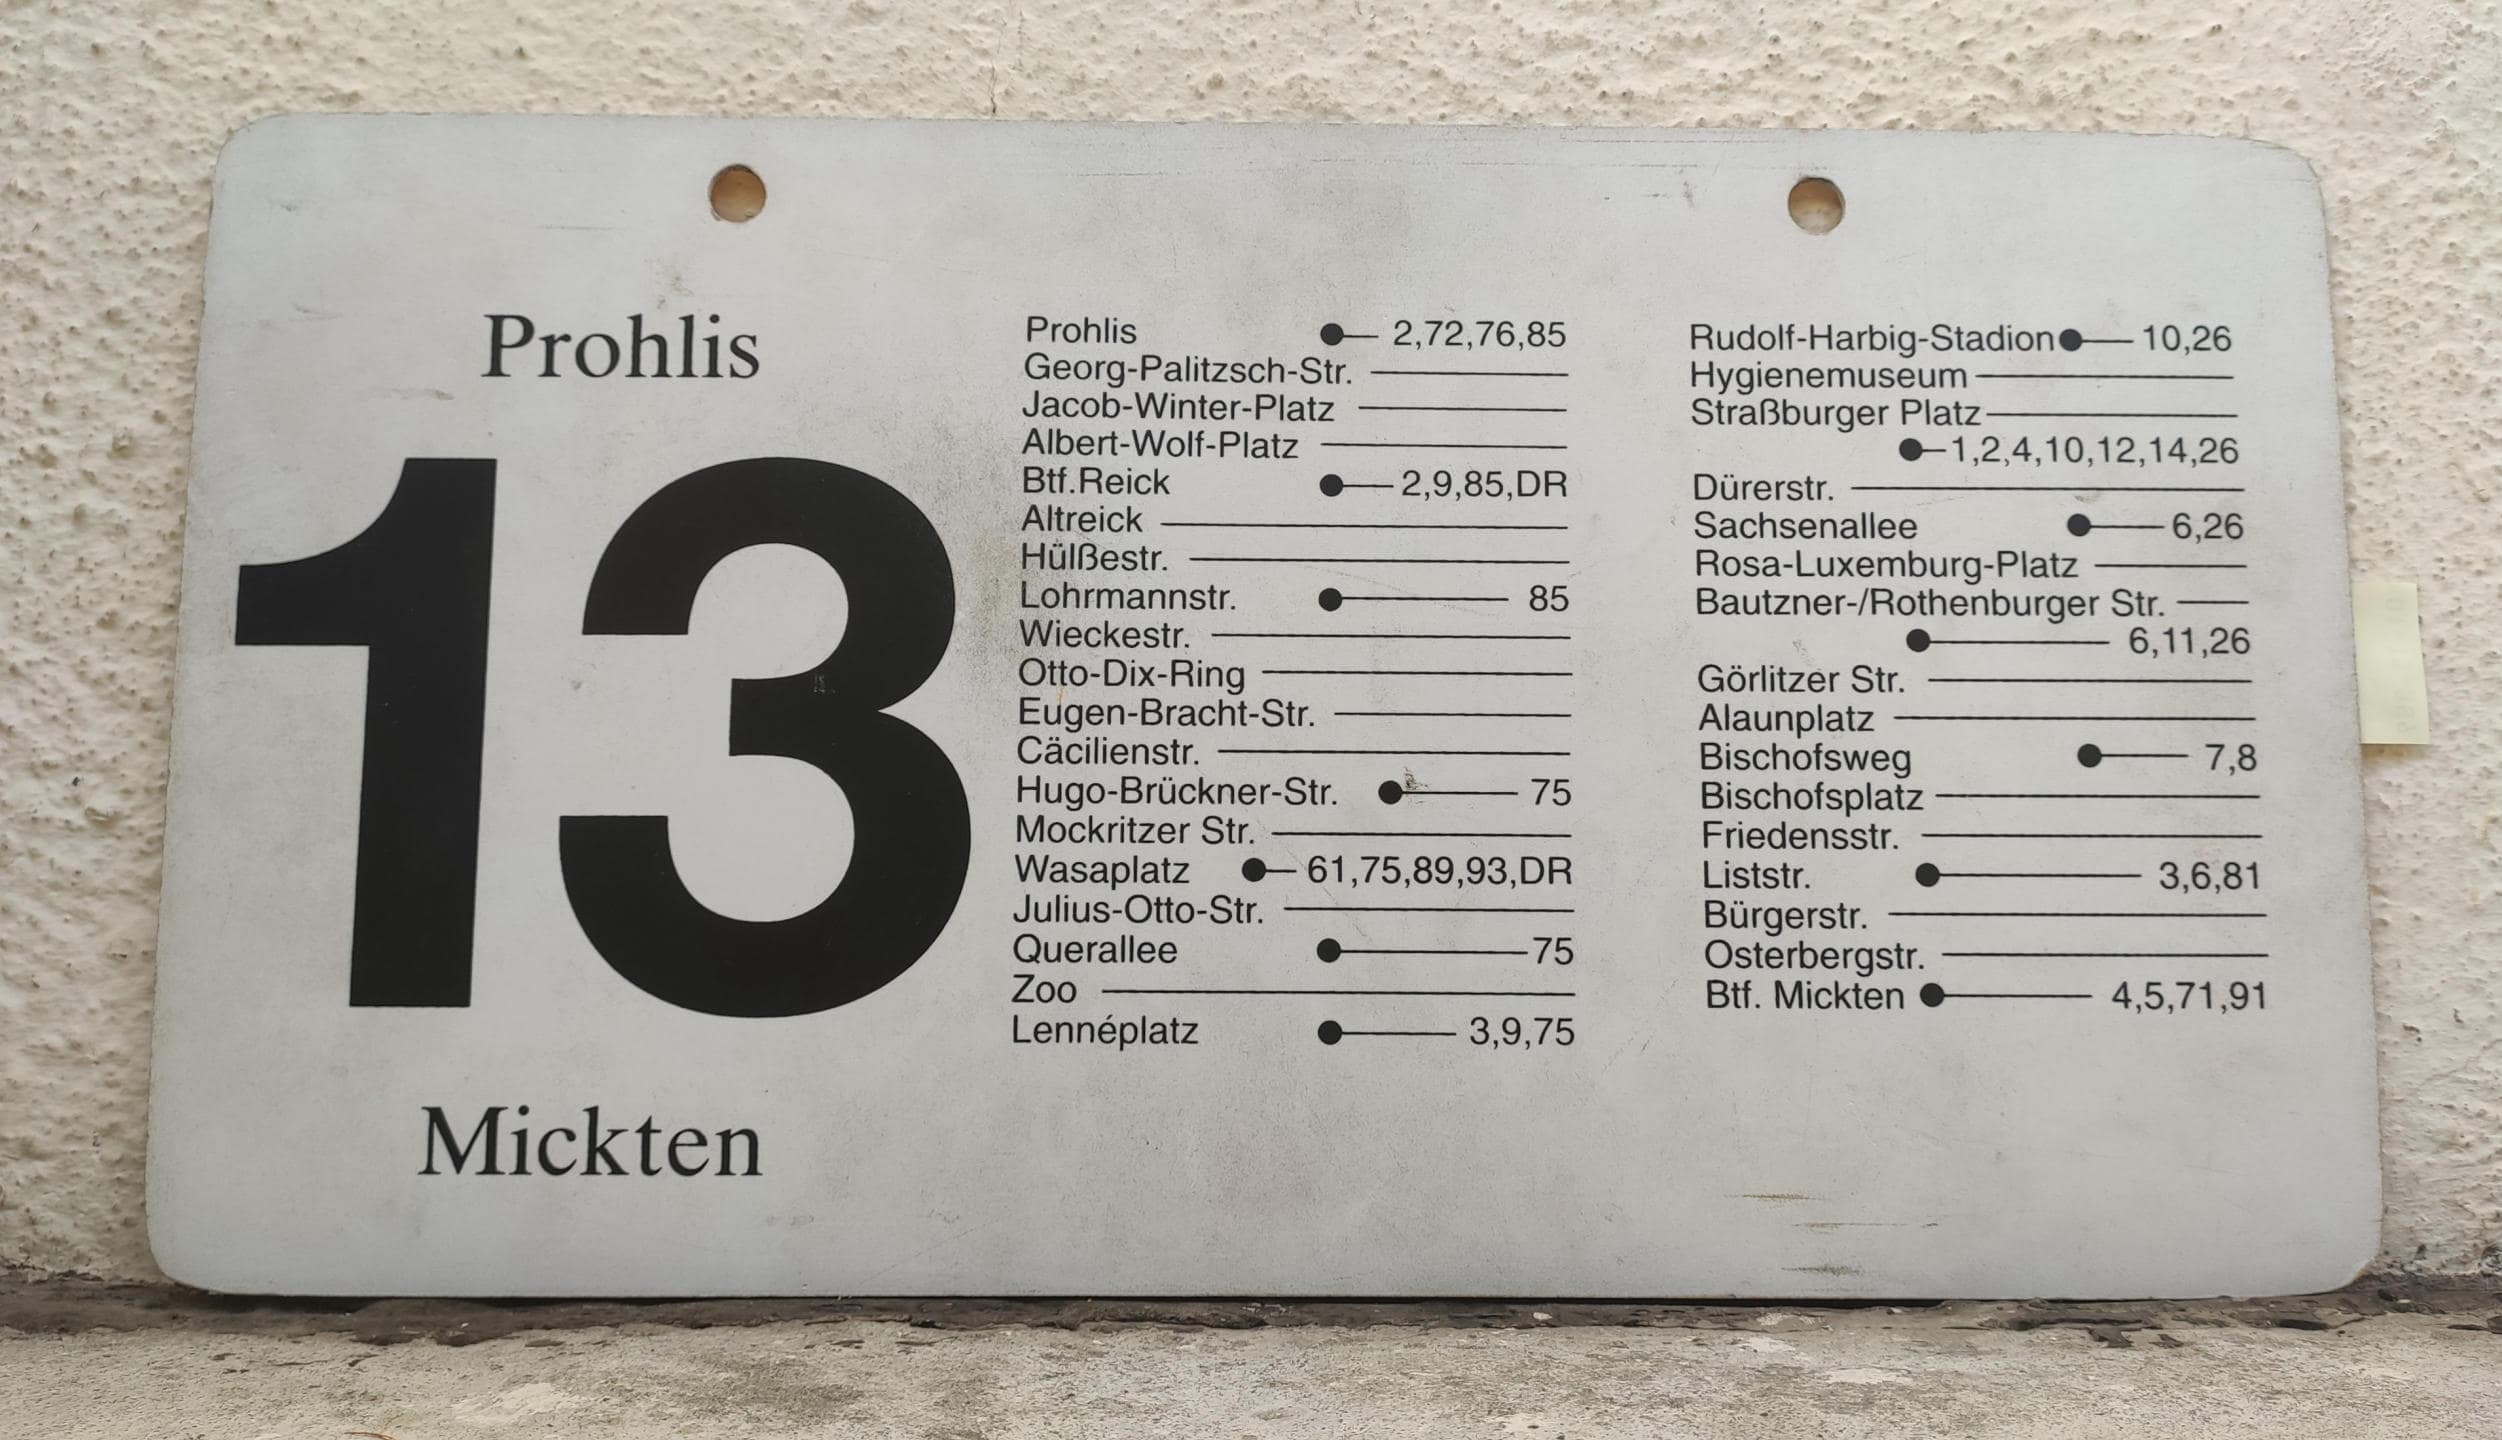 Prohlis
13
Mickten
Prohlis 2,72,76,85
Georg-Palitzsch-Str.
Jacob-Winter-Platz
Albert-Wolf-Platz
Btf.Reick 2,9,85,DR
Altreick
Hülßestr.
Lohrmannstr. 85
Wieckestr.
Otto-Dix-Ring
Eugen-Bracht-Str.
Cäcilienstr.
Hugo-Brückner-Str. 75
Mockritzer Str.
Wasaplatz 61,75,89,93,DR
Julius-Otto-Str.
Querallee 75
Zoo
Lennéplatz 3,9,75
Rudolf-Harbig-Stadion 10,26
Hygienemuseum
Straßburger Platz
1,2,4,10,12,14,26
Dürerstr.
Sachsenallee 6,26
Rosa-Luxemburg-Platz
Bautzner-/Rothenburger Str.
6,11,26
Görlitzer Str.
Alaunplatz
Bischofsweg 7,8
Bischofsplatz
Friedensstr.
Liststr. 3,6,81
Bürgerstr.
Osterbergstr.
Btf. Mickten 4,5,71,91